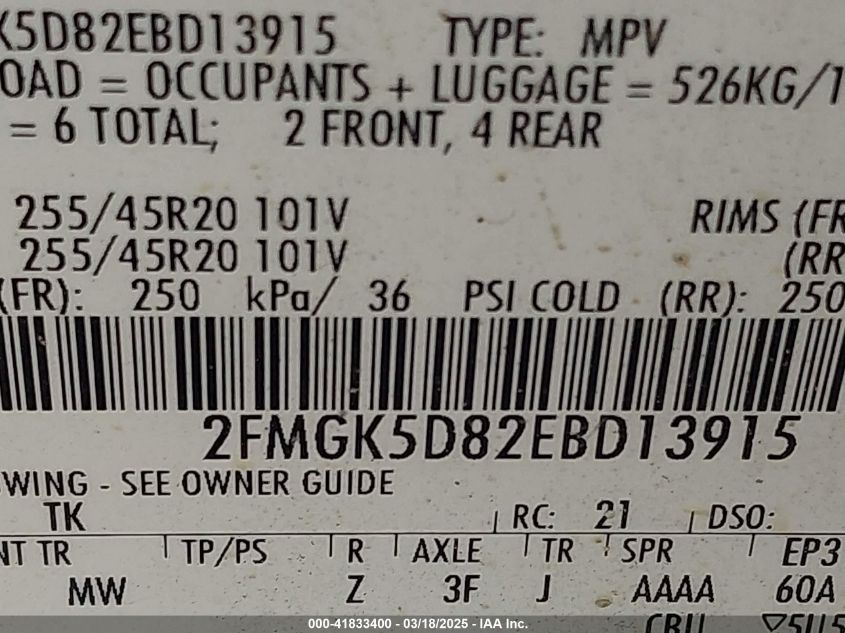 K5D82EBD13915 TYPE: MPV
OAD = OCCUPANTS + LUGGAGE = 526KG/1
= 6 TOTAL; 2 FRONT, 4 REAR
255/45R20 101V RIMS (FR
255/45R20 101V (RR
(FR): 250 kPa/ 36 PSI COLD (RR): 250
2FMGK5D82EBD13915
WING - SEE OWNER GUIDE
TK RC: 21 DSO:
NT TR TP/PS R AXLE TR SPR EP3
MW Z 3F J AAAA 60A
000-41833400 - 03/18/2025 - IAA Inc.